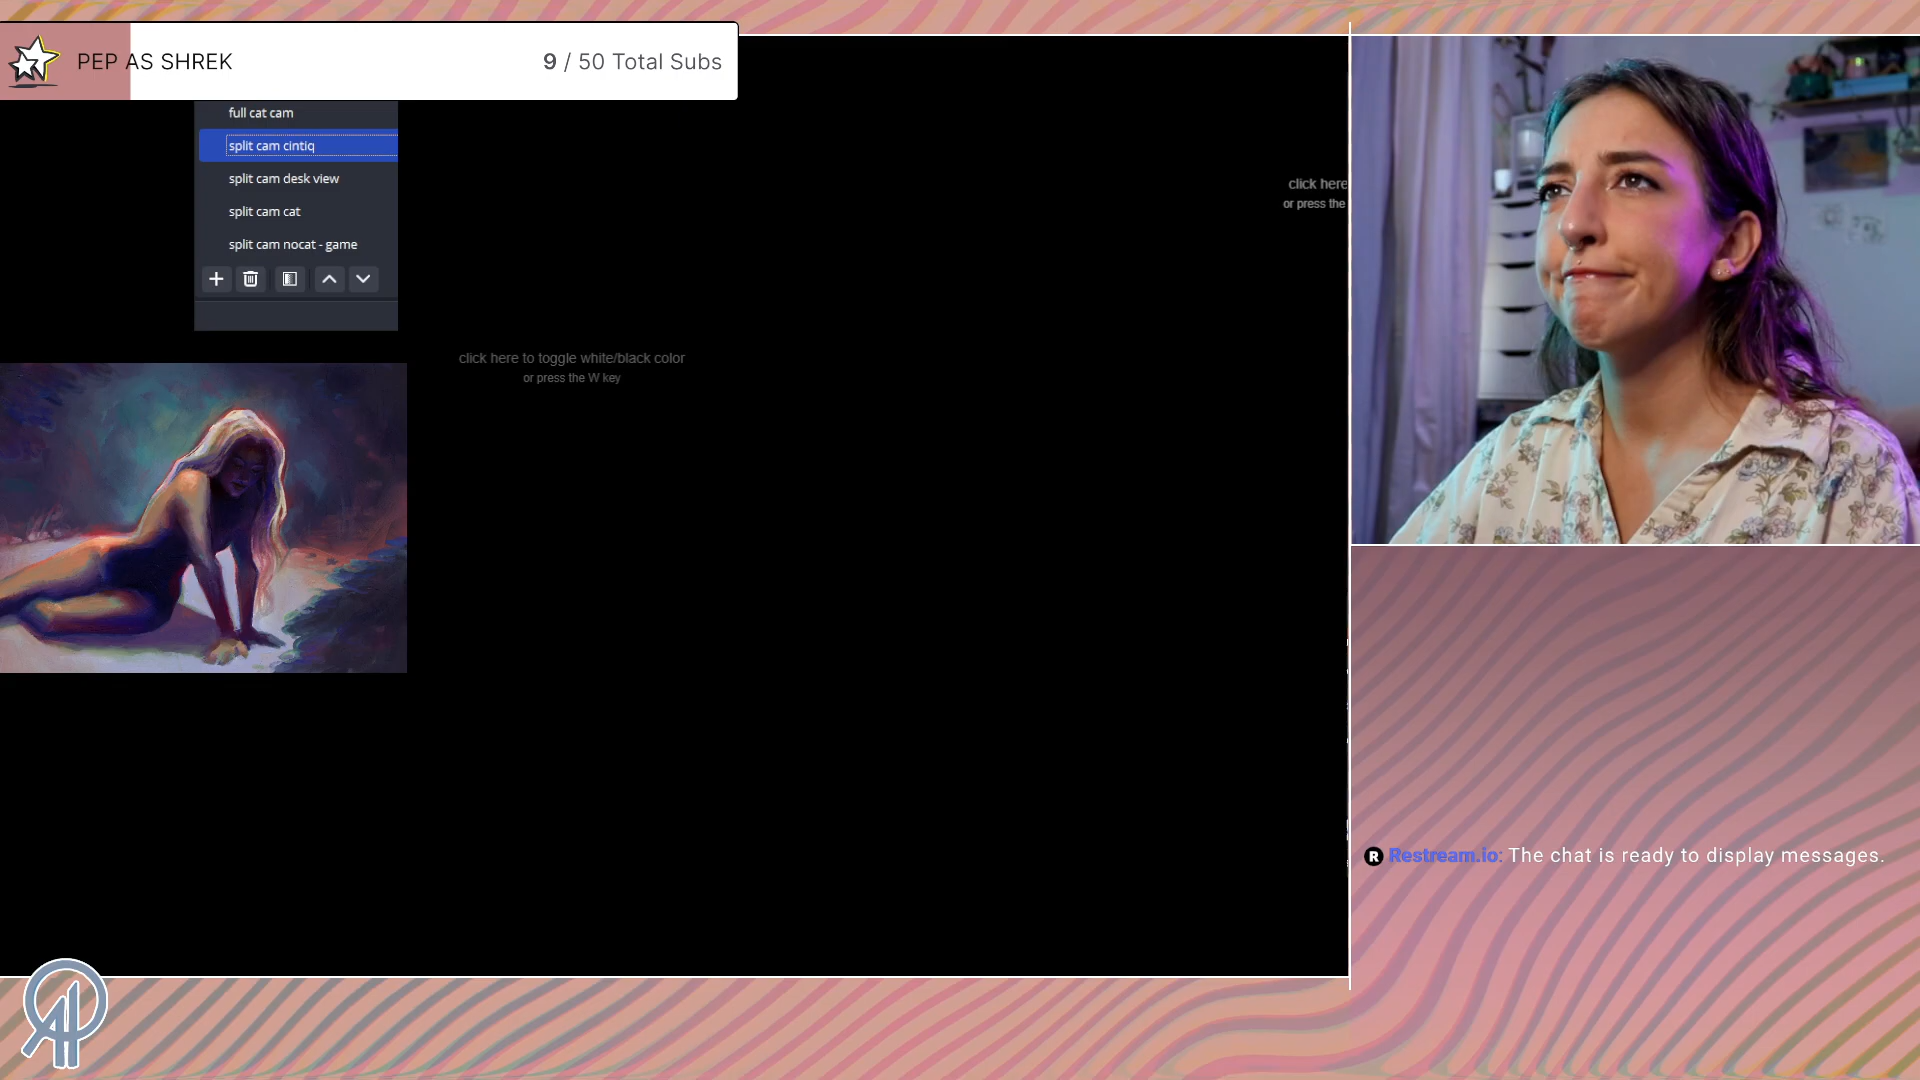 PEP AS SHREK
9 / 50 Total Subs
full cat cam
split cam cintiq
split cam desk view
split cam cat
split cam nocat - game
click here
or press the
click here to toggle white/black color
or press the W key
R Restream.io: The chat is ready to display messages.